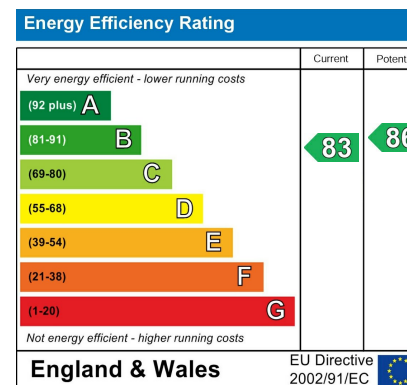 Energy Efficiency Rating
Current Potent
Very energy efficient - lower running costs
(92 plus) A
(81-91) B
(69-80) C
(55-68) D
(39-54) E
(21-38) F
(1-20) G
83 86
Not energy efficient - higher running costs
England & Wales
EU Directive
2002/91/EC